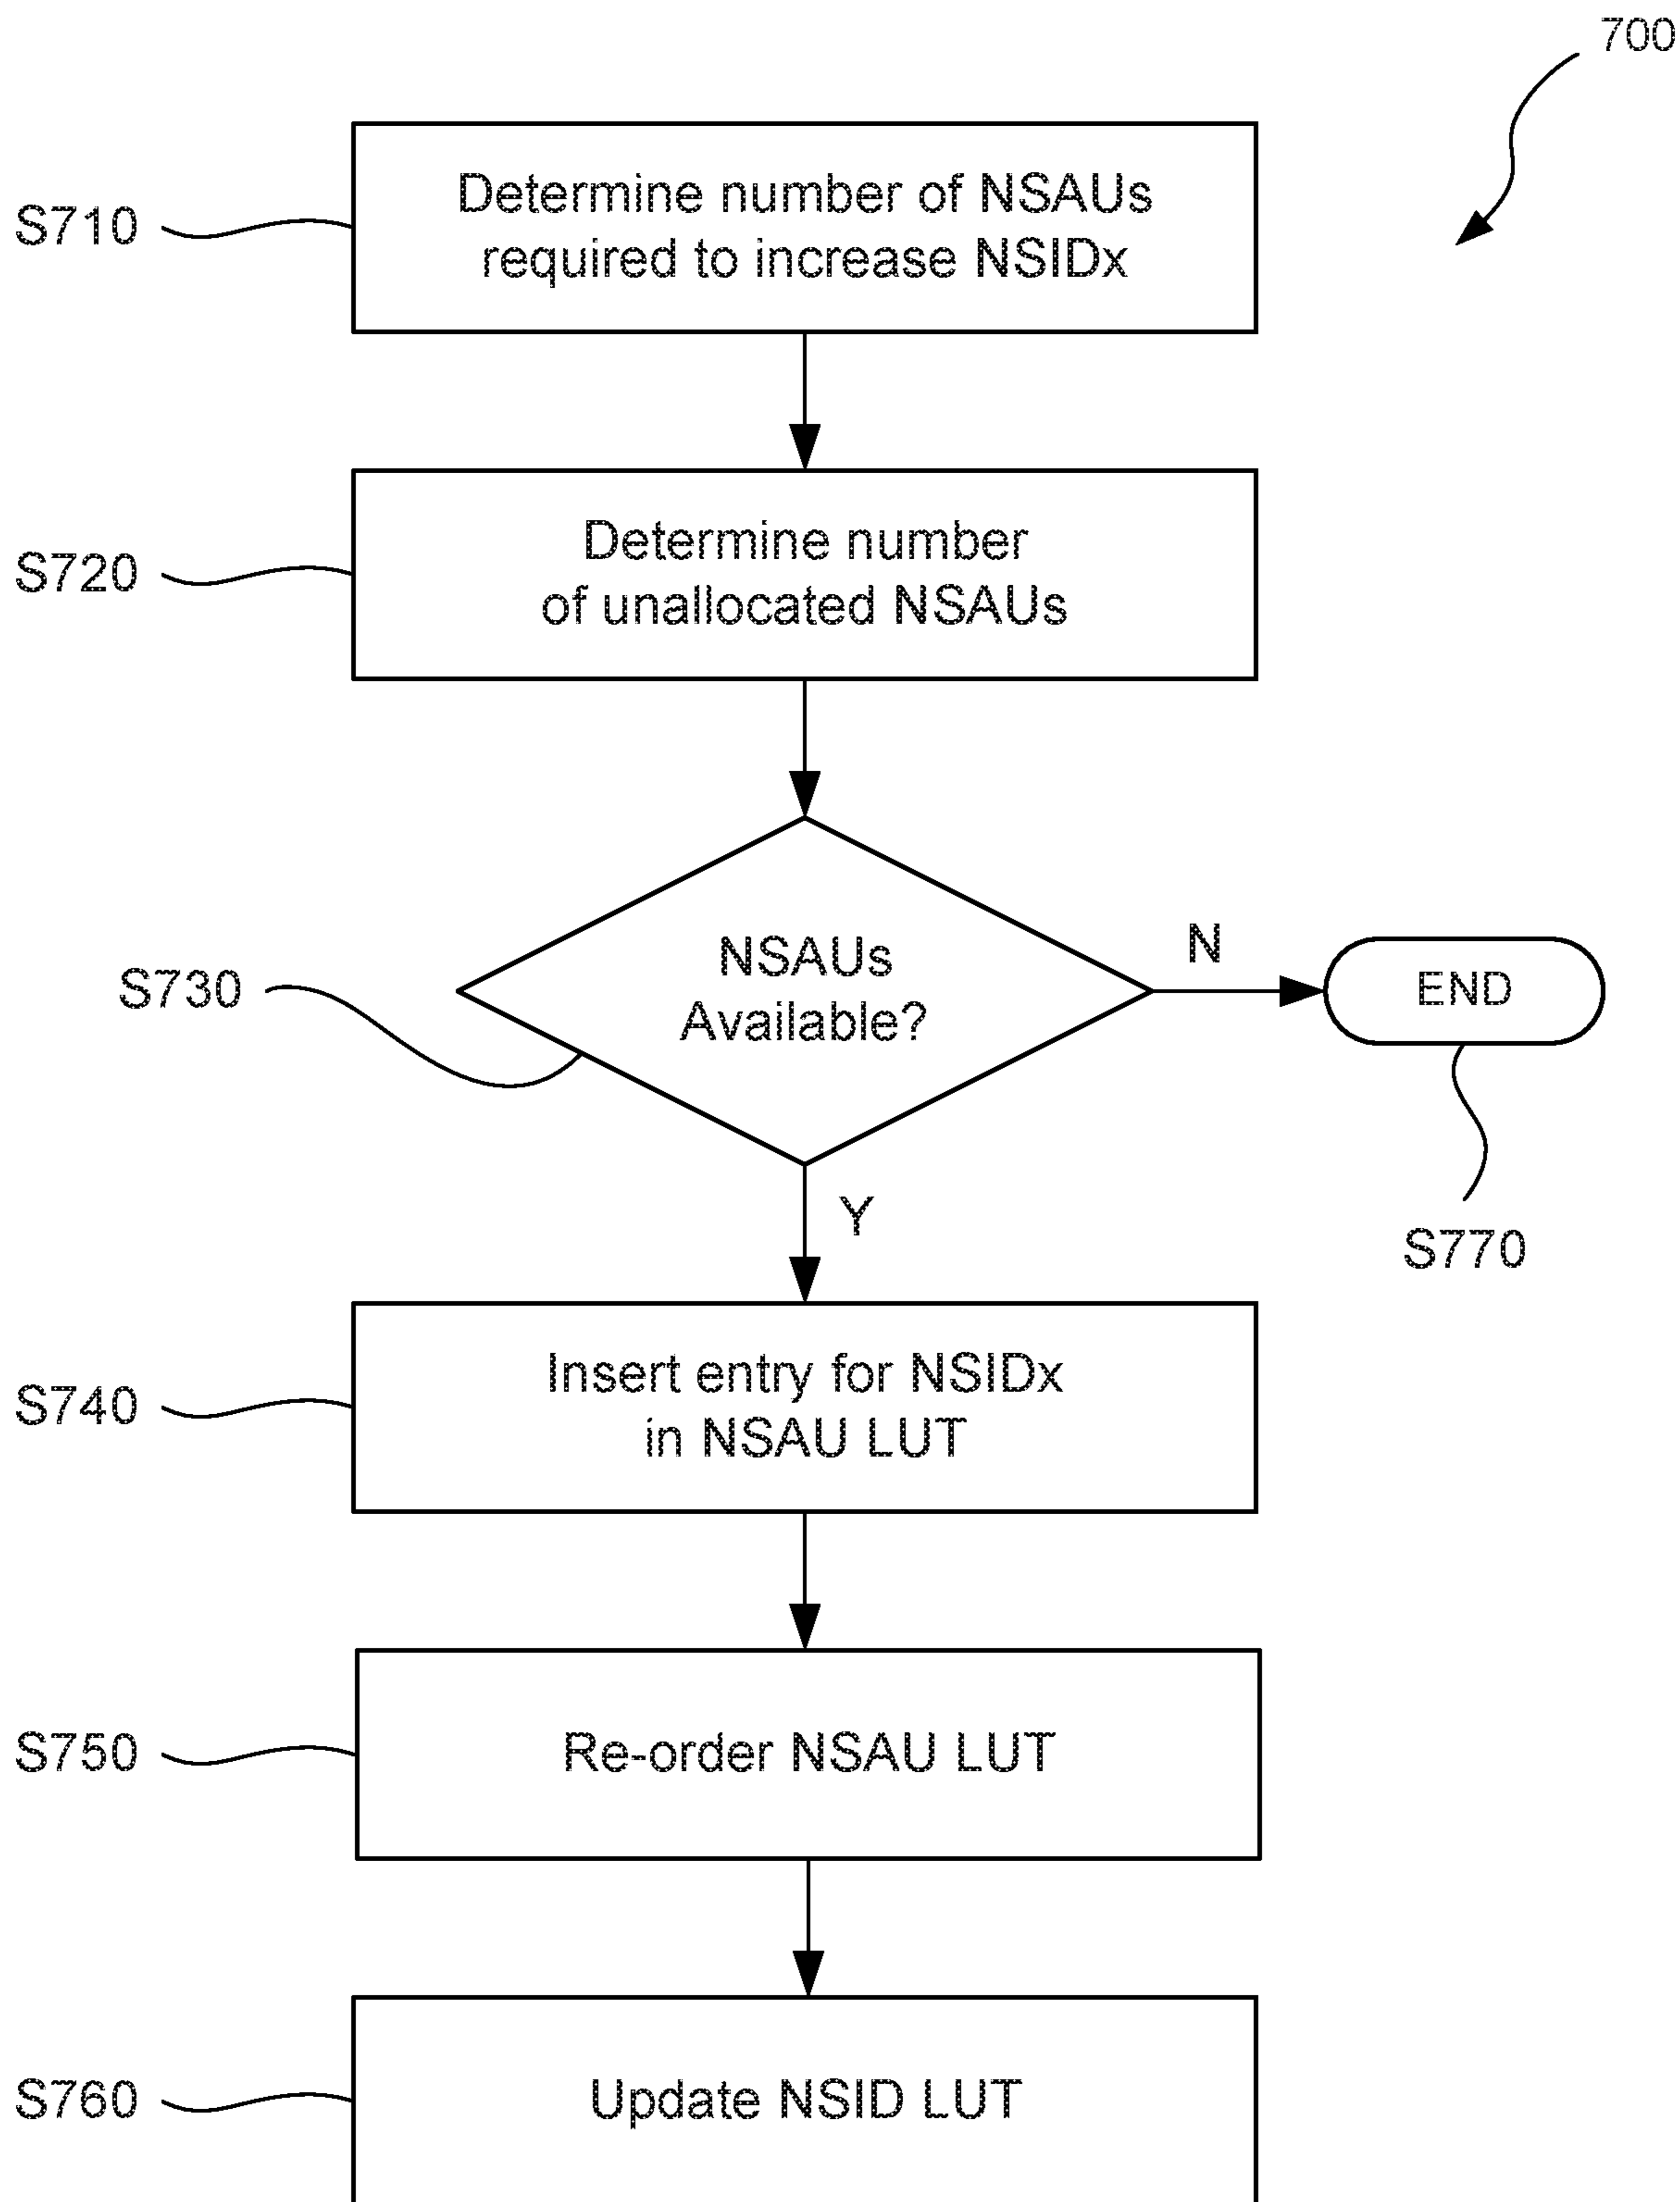 700
S710
Determine number of NSAUs
required to increase NSIDx
S720
Determine number
of unallocated NSAUs
S730
NSAUs
Available?
N
END
S770
Y
S740
Insert entry for NSIDx
in NSAU LUT
S750
Re-order NSAU LUT
S760
Update NSID LUT